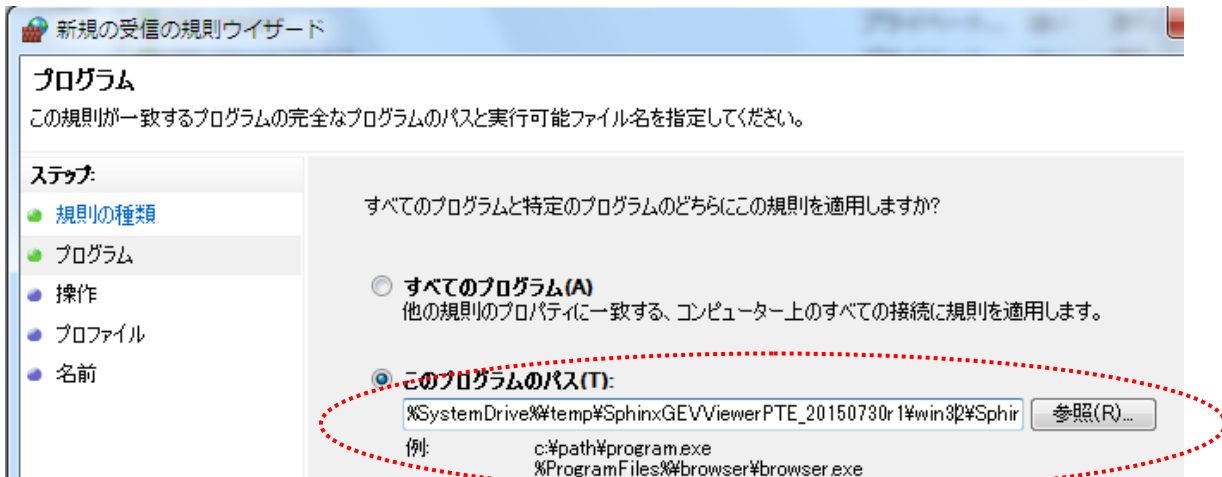 新規の受信の規則ウイザード
プログラム
この規則が一致するプログラムの完全なプログラムのパスと実行可能ファイル名を指定してください。
ステップ:
規則の種類
プログラム
操作
プロファイル
名前
すべてのプログラムと特定のプログラムのどちらにこの規則を適用しますか?
すべてのプログラム(A)
他の規則のプロパティに一致する、コンピューター上のすべての接続に規則を適用します。
このプログラムのパス(T):
%SystemDrive%¥temp¥SphinxGEVViewerPTE_20150730r1¥win32¥Sphir 参照(R)...
例: c:¥path¥program.exe
%ProgramFiles%¥browser¥browser.exe